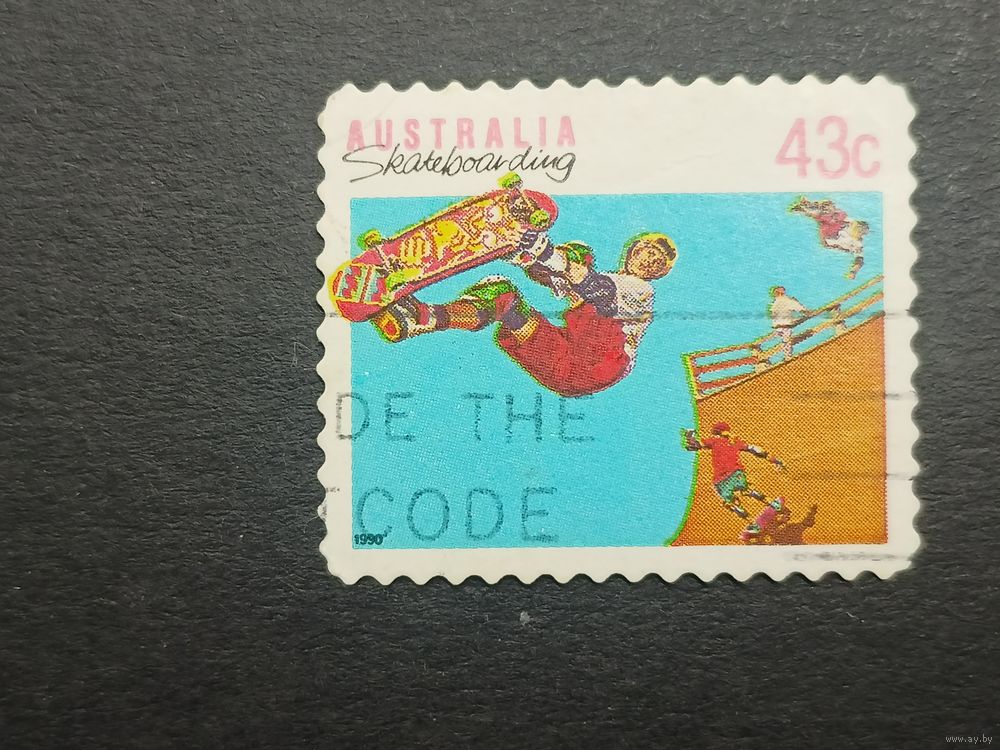 AUSTRALIA 43c
Skateboarding
DE THE
CODE
1990
www.ay.by